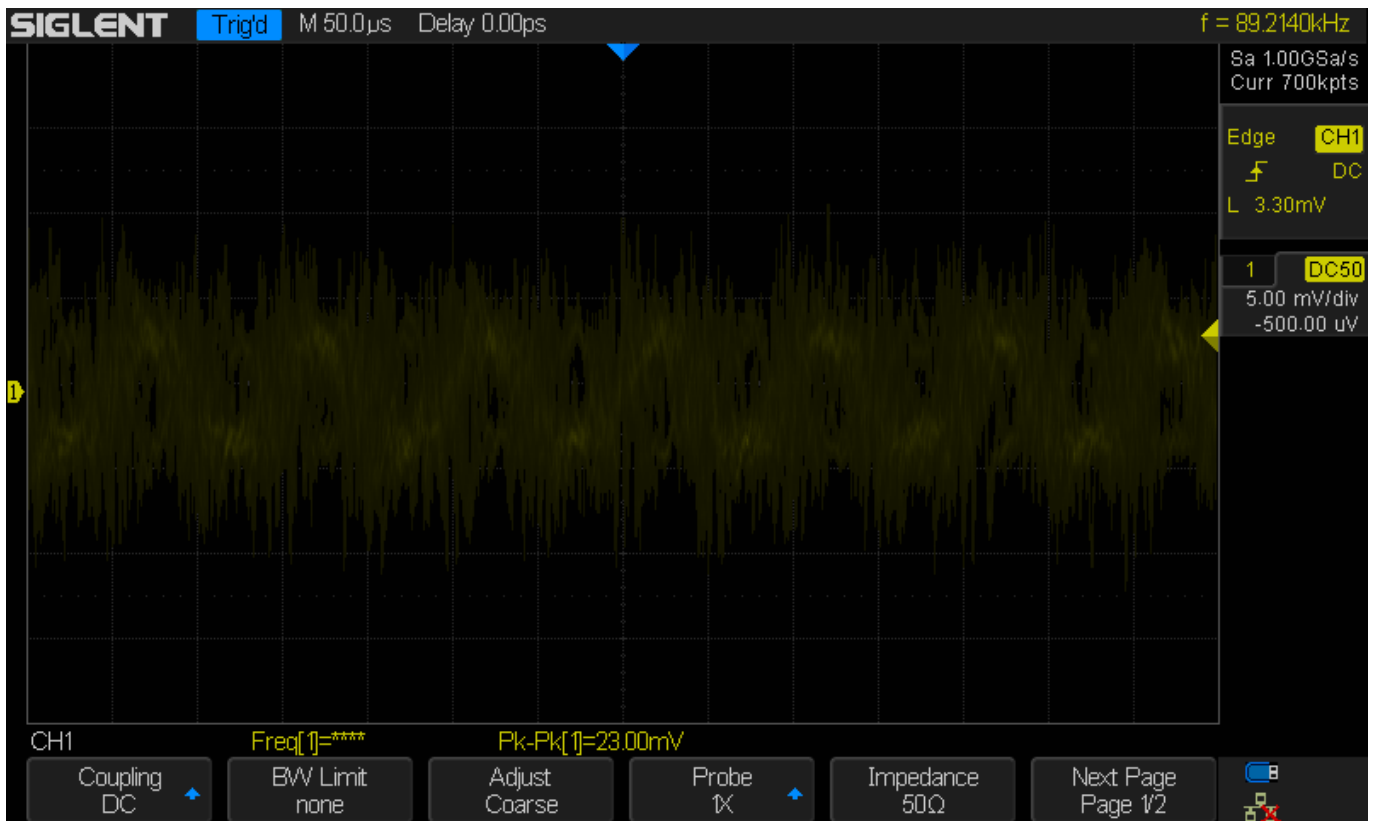 SIGLENT Trig'd M 50.0µs Delay 0.00ps f = 89.2140kHz
Sa 1.00GSa/s
Curr 700kpts
Edge CH1
DC
L 3.30mV
1 DC50
5.00 mV/div
-500.00 uV
1
CH1 Freq[1]=**** Pk-Pk[1]=23.00mV
Coupling BW Limit Adjust Probe Impedance Next Page
DC none Coarse 1X 50Ω Page 1/2